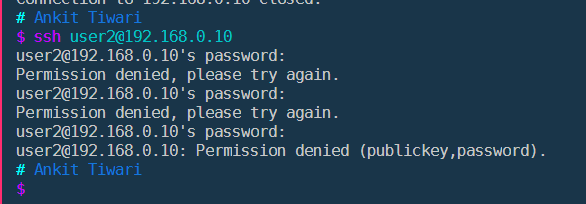 Connection to 192.168.0.10 closed.
# Ankit Tiwari
$ ssh user2@192.168.0.10
user2@192.168.0.10's password:
Permission denied, please try again.
user2@192.168.0.10's password:
Permission denied, please try again.
user2@192.168.0.10's password:
user2@192.168.0.10: Permission denied (publickey,password).
# Ankit Tiwari
$